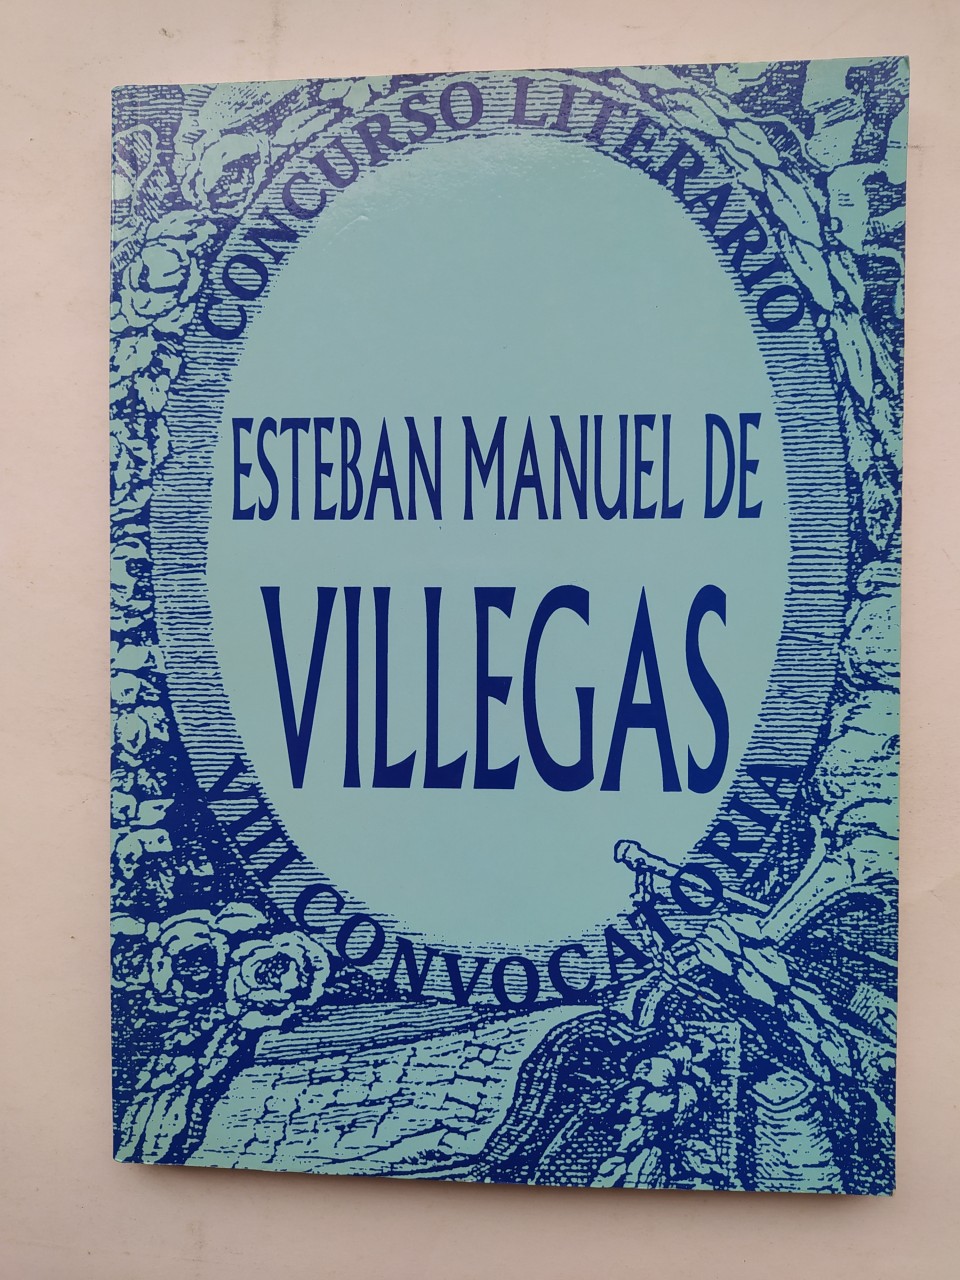 CONCURSO LITERARIO
ESTEBAN MANUEL DE
VILLEGAS
VIII CONVOCATORIA